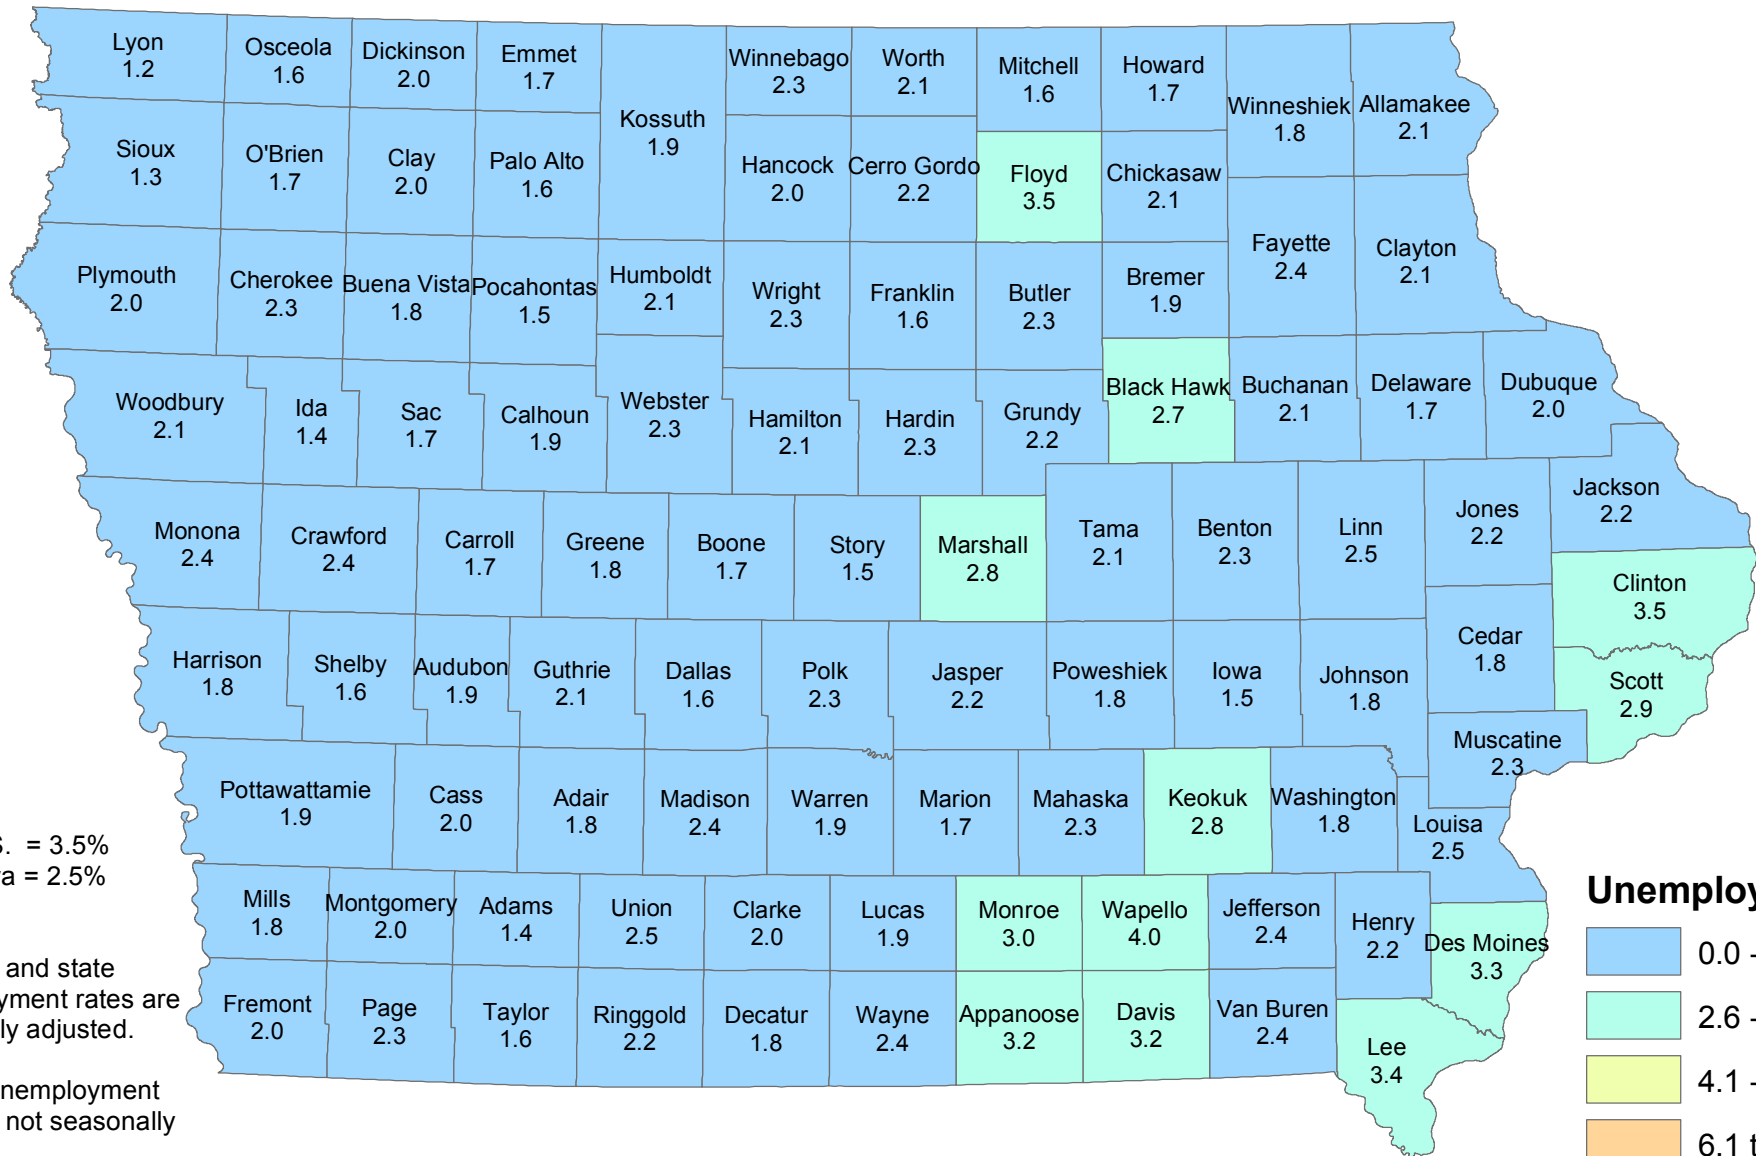 Lyon
1.2
Osceola
1.6
Dickinson
2.0
Emmet
1.7
Kossuth
1.9
Winnebago
2.3
Worth
2.1
Mitchell
1.6
Howard
1.7
Winneshiek
1.8
Allamakee
2.1
Sioux
1.3
O'Brien
1.7
Clay
2.0
Palo Alto
1.6
Hancock
2.0
Cerro Gordo
2.2
Floyd
3.5
Chickasaw
2.1
Fayette
2.4
Clayton
2.1
Plymouth
2.0
Cherokee
2.3
Buena Vista
1.8
Pocahontas
1.5
Humboldt
2.1
Wright
2.3
Franklin
1.6
Butler
2.3
Bremer
1.9
Woodbury
2.1
Ida
1.4
Sac
1.7
Calhoun
1.9
Webster
2.3
Hamilton
2.1
Hardin
2.3
Grundy
2.2
Black Hawk
2.7
Buchanan
2.1
Delaware
1.7
Dubuque
2.0
Monona
2.4
Crawford
2.4
Carroll
1.7
Greene
1.8
Boone
1.7
Story
1.5
Marshall
2.8
Tama
2.1
Benton
2.3
Linn
2.5
Jones
2.2
Jackson
2.2
Clinton
3.5
Harrison
1.8
Shelby
1.6
Audubon
1.9
Guthrie
2.1
Dallas
1.6
Polk
2.3
Jasper
2.2
Poweshiek
1.8
Iowa
1.5
Johnson
1.8
Cedar
1.8
Scott
2.9
Muscatine
2.3
Pottawattamie
1.9
Cass
2.0
Adair
1.8
Madison
2.4
Warren
1.9
Marion
1.7
Mahaska
2.3
Keokuk
2.8
Washington
1.8
Louisa
2.5
Mills
1.8
Montgomery
2.0
Adams
1.4
Union
2.5
Clarke
2.0
Lucas
1.9
Monroe
3.0
Wapello
4.0
Jefferson
2.4
Henry
2.2
Des Moines
3.3
Fremont
2.0
Page
2.3
Taylor
1.6
Ringgold
2.2
Decatur
1.8
Wayne
2.4
Appanoose
3.2
Davis
3.2
Van Buren
2.4
Lee
3.4
S. = 3.5%
a = 2.5%
and state
yment rates are
ly adjusted.
nemployment
not seasonally
Unemploy
0.0 -
2.6 -
4.1 -
6.1 t